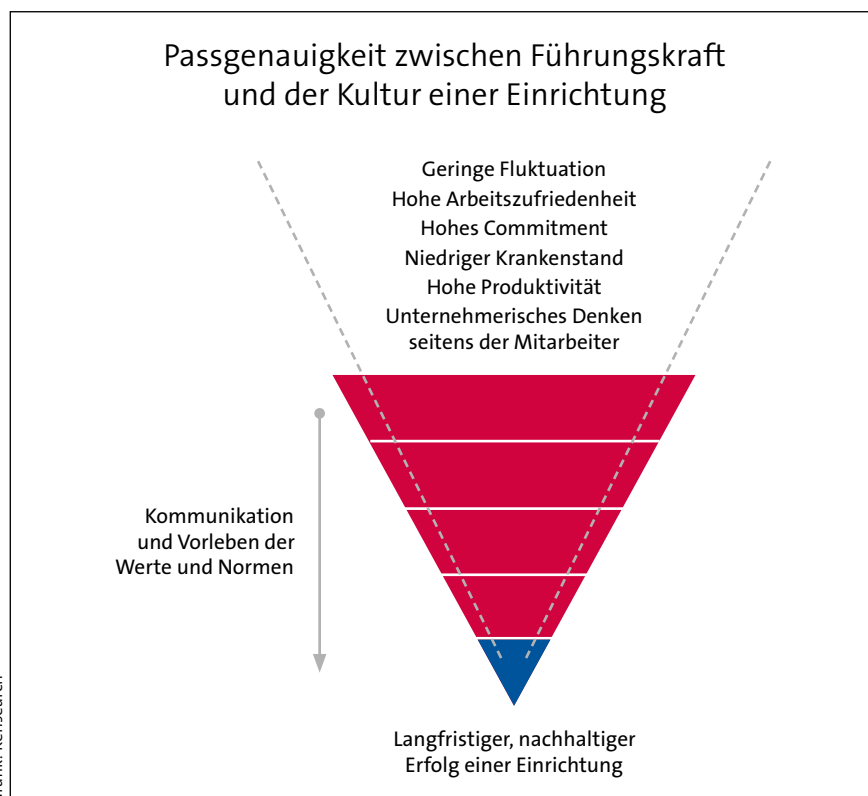 Passgenauigkeit zwischen Führungskraft
und der Kultur einer Einrichtung
Geringe Fluktuation
Hohe Arbeitszufriedenheit
Hohes Commitment
Niedriger Krankenstand
Hohe Produktivität
Unternehmerisches Denken
seitens der Mitarbeiter
Kommunikation
und Vorleben der
Werte und Normen
Langfristiger, nachhaltiger
Erfolg einer Einrichtung